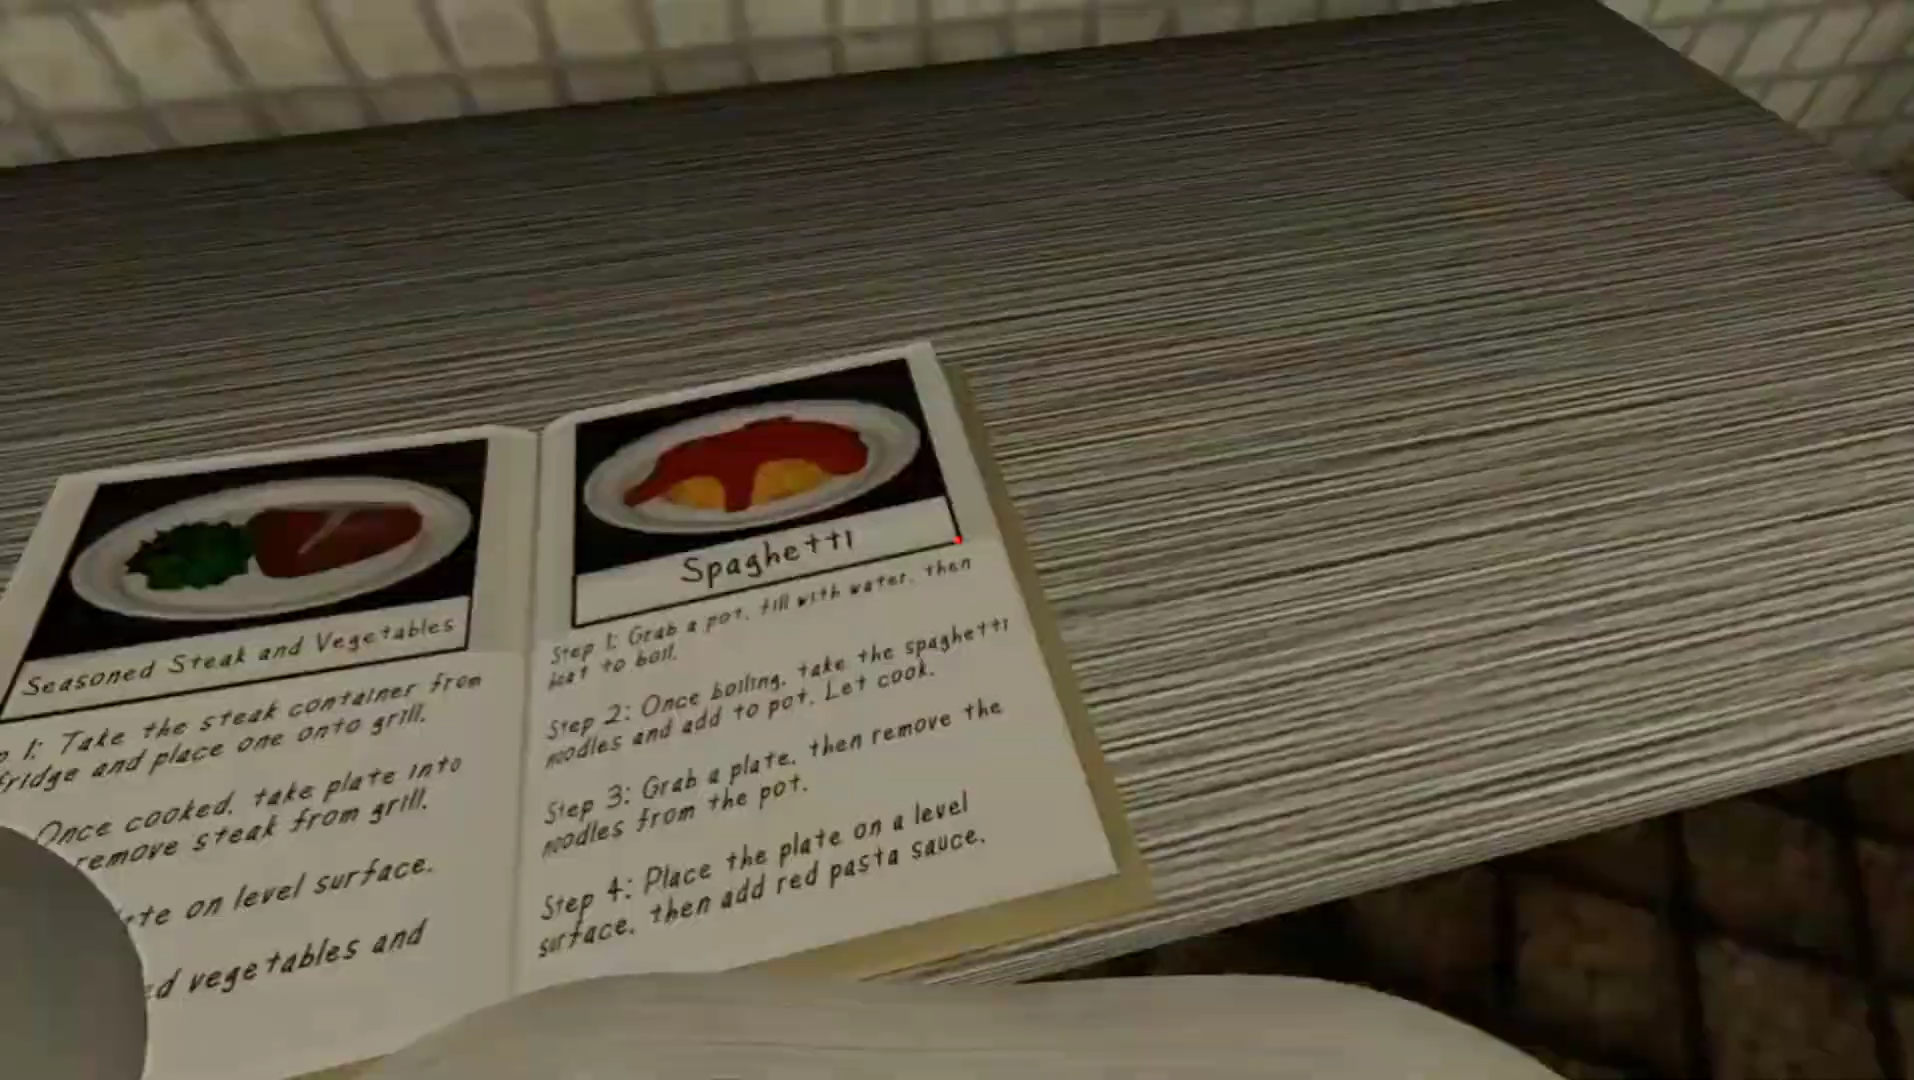 Seasoned Steak and Vegetables
1: Take the steak container from
fridge and place one onto grill.
Once cooked, take plate into
remove steak from grill.
on level surface.
vegetables and
Spaghetti
Step 1: Grab a pot, fill with water, then
heat to boil.
Step 2: Once boiling, take the spaghetti
noodles and add to pot. Let cook.
Step 3: Grab a plate, then remove the
noodles from the pot.
Step 4: Place the plate on a level
surface, then add red pasta sauce.